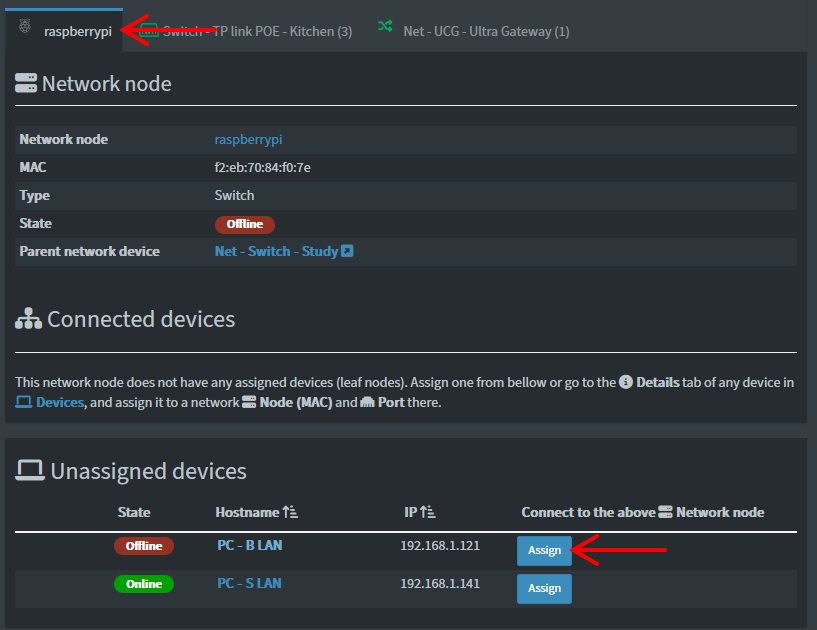 raspberrypi
Switch - TP link POE - Kitchen (3)
Net - UCG - Ultra Gateway (1)
Network node
Network node raspberrypi
MAC f2:eb:70:84:f0:7e
Type Switch
State Offline
Parent network device Net - Switch - Study
Connected devices
This network node does not have any assigned devices (leaf nodes). Assign one from bellow or go to the Details tab of any device in
Devices, and assign it to a network Node (MAC) and Port there.
Unassigned devices
State Hostname IP Connect to the above Network node
Offline PC - B LAN 192.168.1.121 Assign
Online PC - S LAN 192.168.1.141 Assign